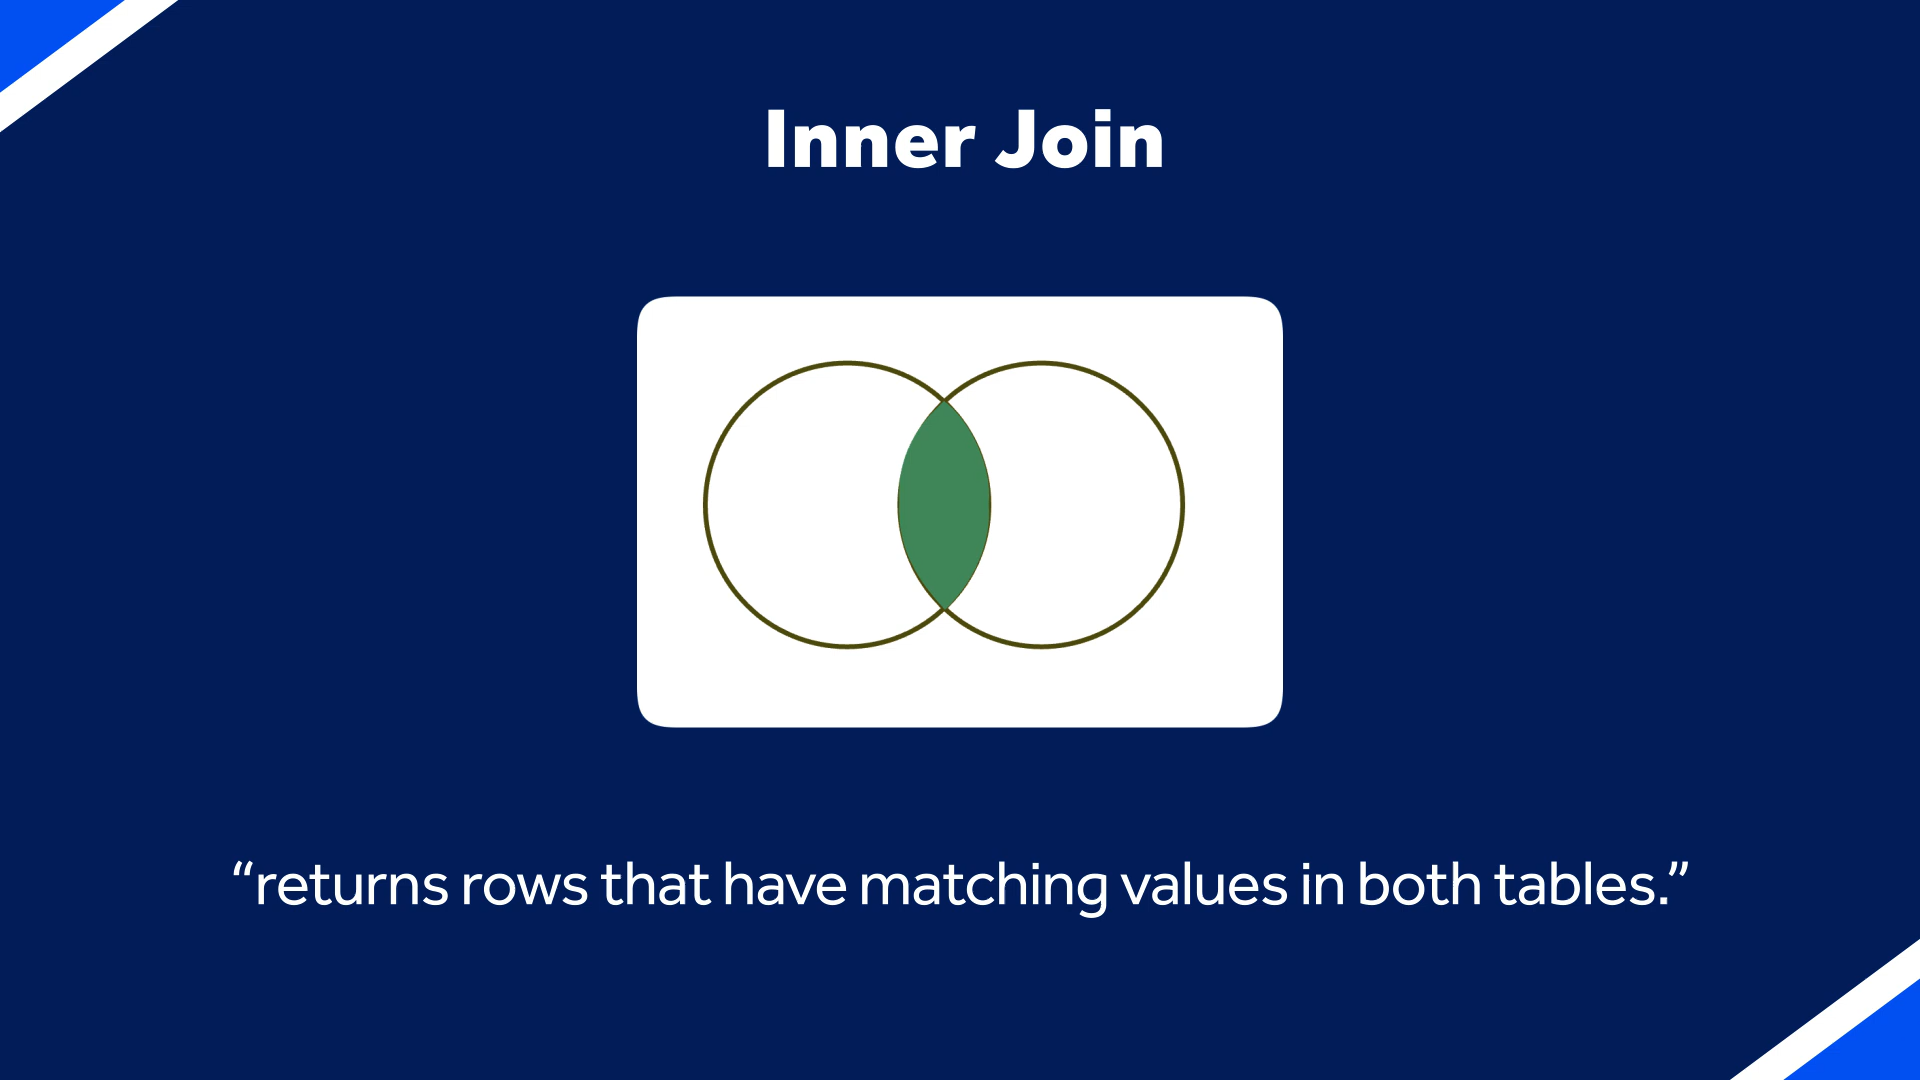 Inner Join
“returns rows that have matching values in both tables.”